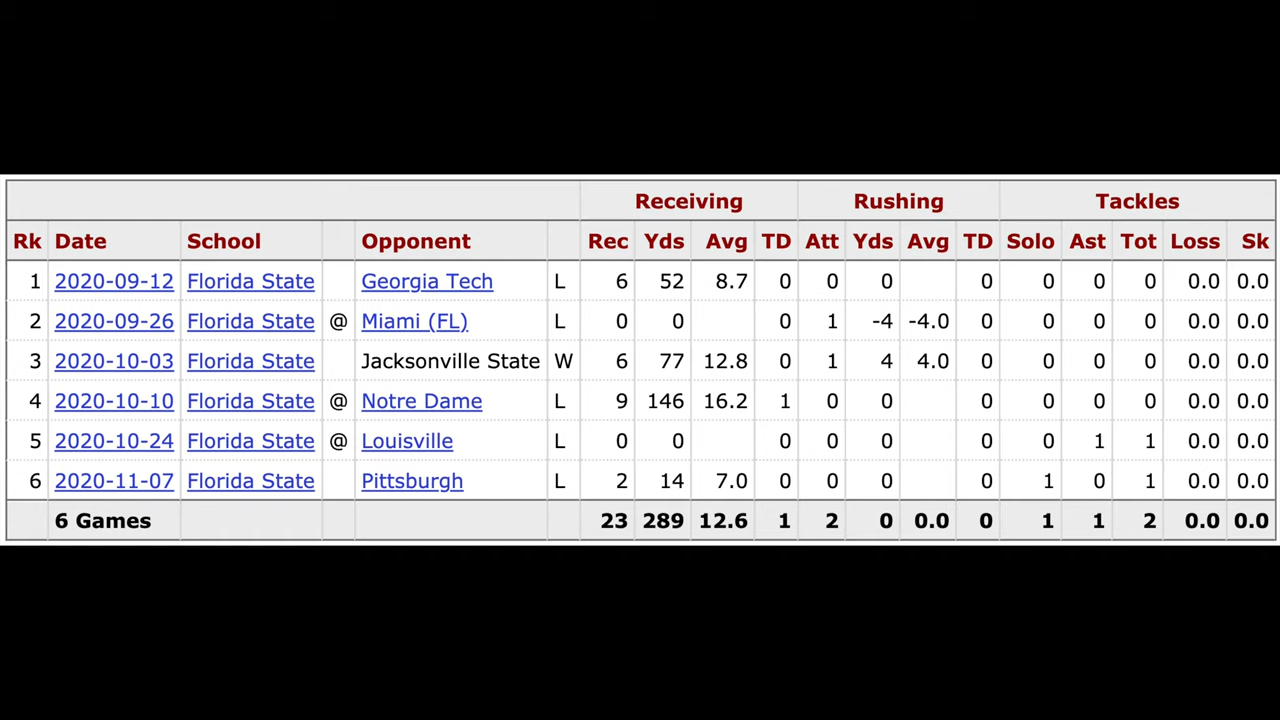 Receiving Rushing Tackles
Rk Date School Opponent Rec Yds Avg TD Att Yds Avg TD Solo Ast Tot Loss Sk
1 2020-09-12 Florida State Georgia Tech L 6 52 8.7 0 0 0 0 0 0 0 0.0 0.0
2 2020-09-26 Florida State @ Miami (FL) L 0 0 0 1 -4 -4.0 0 0 0 0 0.0 0.0
3 2020-10-03 Florida State Jacksonville State W 6 77 12.8 0 1 4 4.0 0 0 0 0 0.0 0.0
4 2020-10-10 Florida State @ Notre Dame L 9 146 16.2 1 0 0 0 0 0 0 0.0 0.0
5 2020-10-24 Florida State @ Louisville L 0 0 0 0 0 0 0 1 1 0.0 0.0
6 2020-11-07 Florida State Pittsburgh L 2 14 7.0 0 0 0 0 1 0 1 0.0 0.0
6 Games 23 289 12.6 1 2 0 0.0 0 1 1 2 0.0 0.0